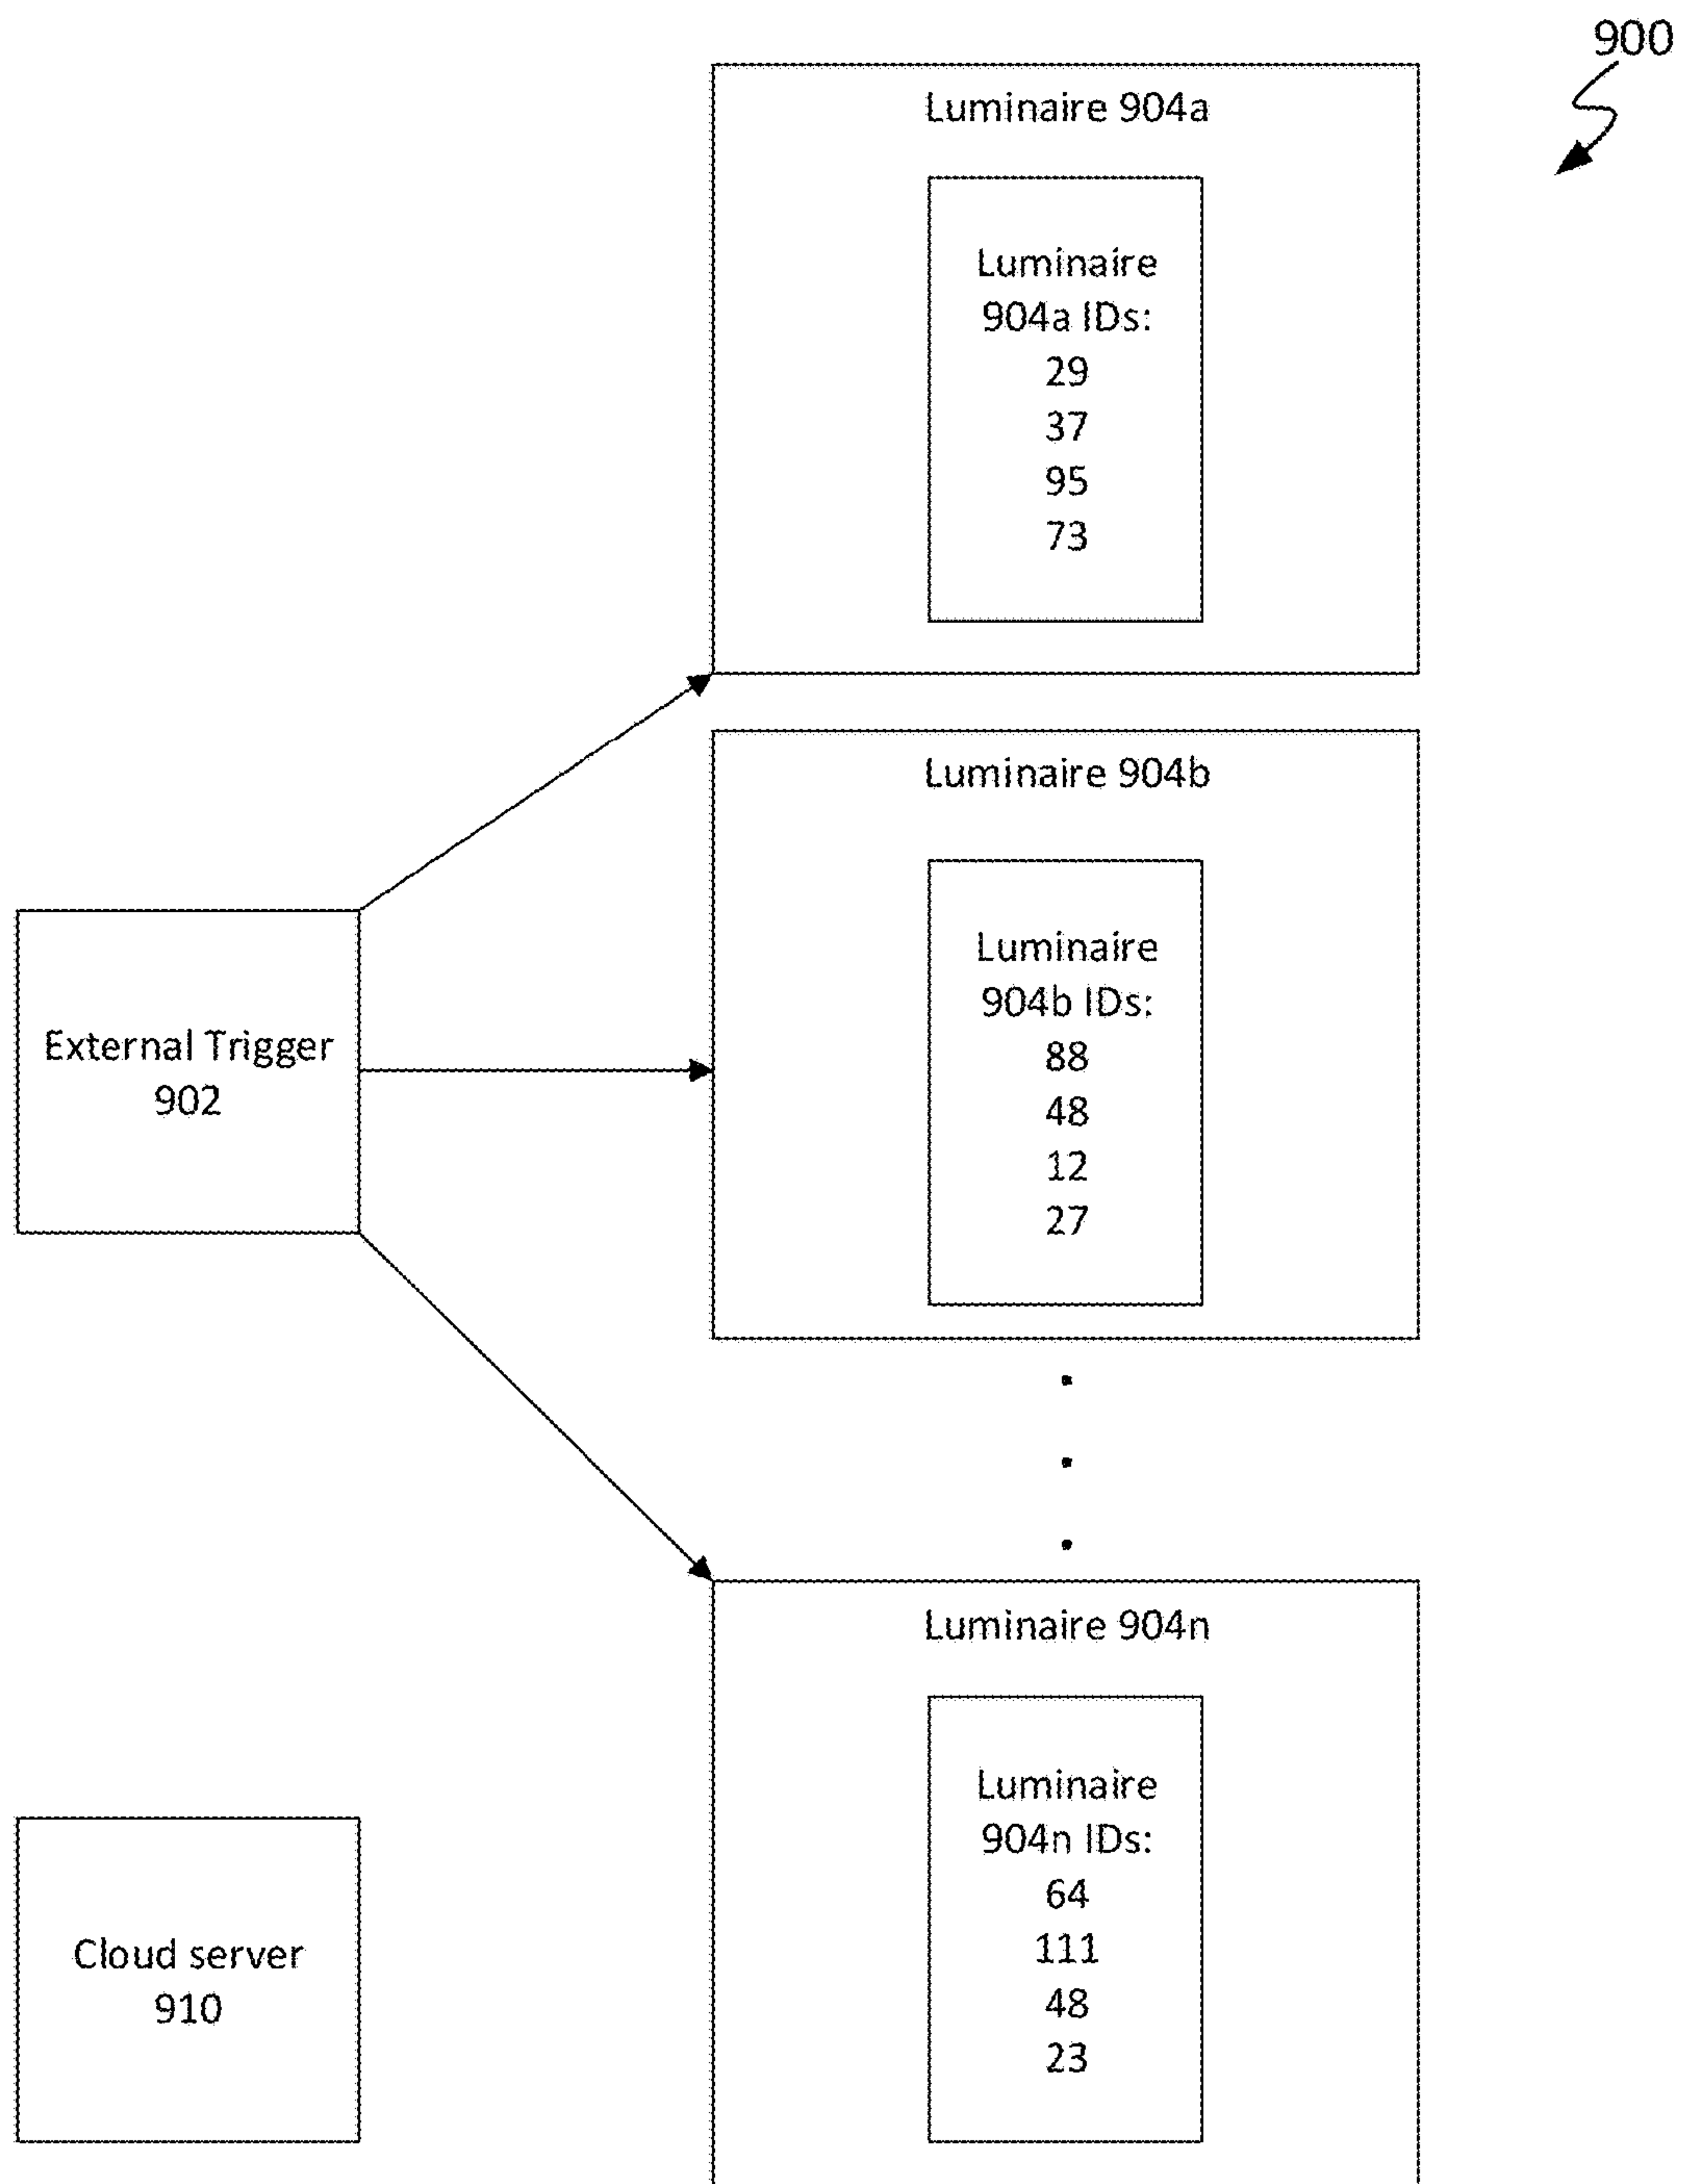 900
Luminaire 904a
Luminaire
904a IDs:
29
37
95
73
Luminaire 904b
Luminaire
904b IDs:
88
48
12
27
External Trigger
902
Luminaire 904n
Luminaire
904n IDs:
64
111
48
23
Cloud server
910